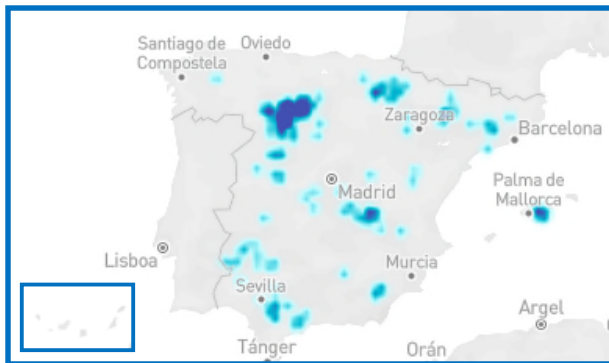 Santiago de
Compostela
Oviedo
Zaragoza
Barcelona
Madrid
Palma de
Mallorca
Lisboa
Sevilla
Murcia
Tánger
Orán
Argel